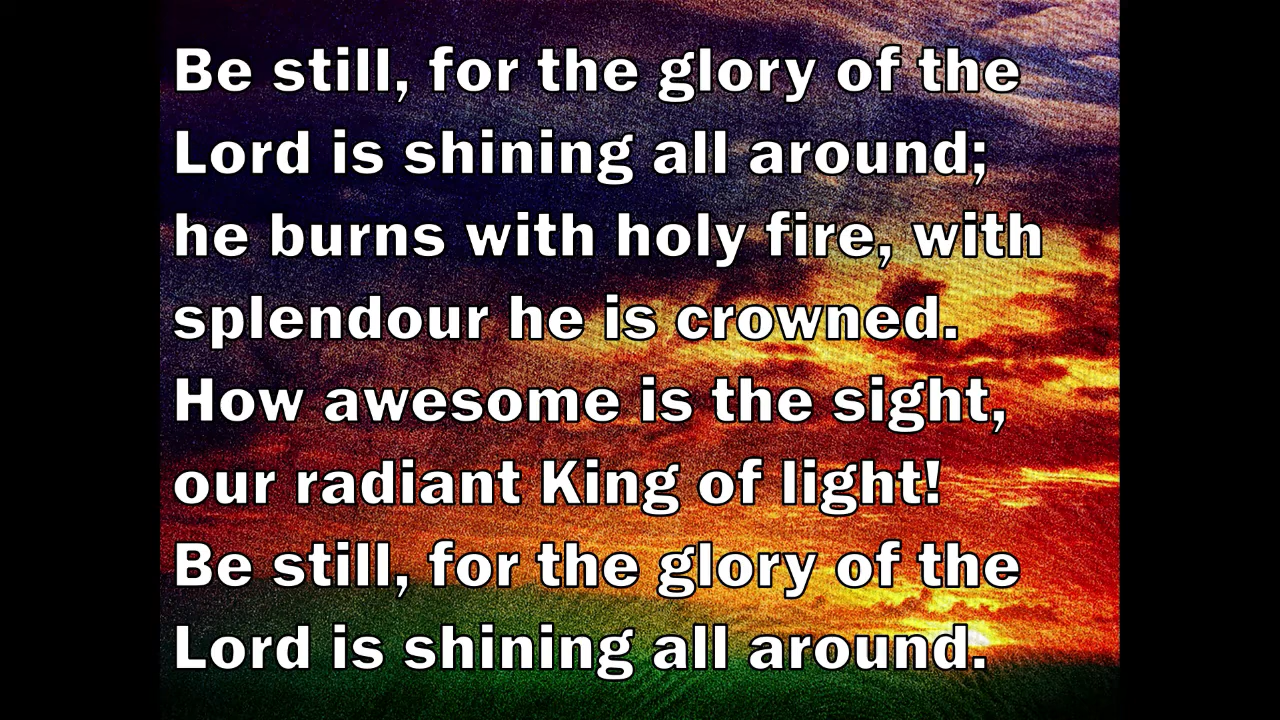 Be still, for the glory of the
Lord is shining all around;
he burns with holy fire, with
splendour he is crowned.
How awesome is the sight,
our radiant King of light!
Be still, for the glory of the
Lord is shining all around.